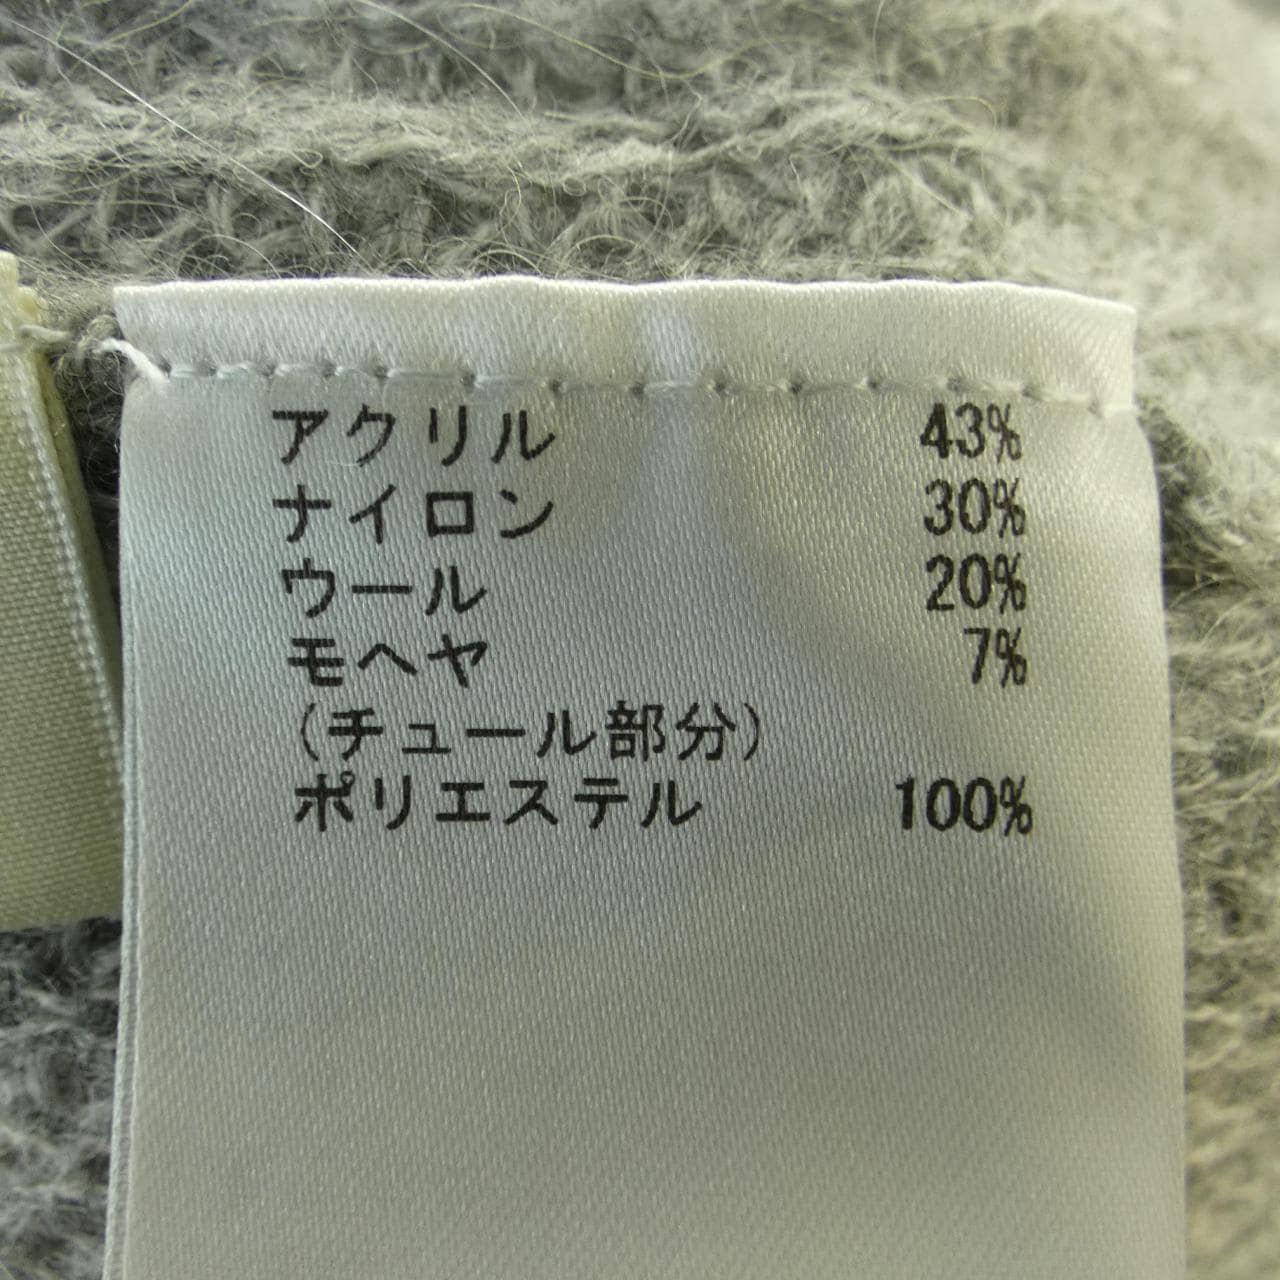 アクリル 43%
ナイロン 30%
ウール 20%
モヘヤ 7%
(チュール部分)
ポリエステル 100%